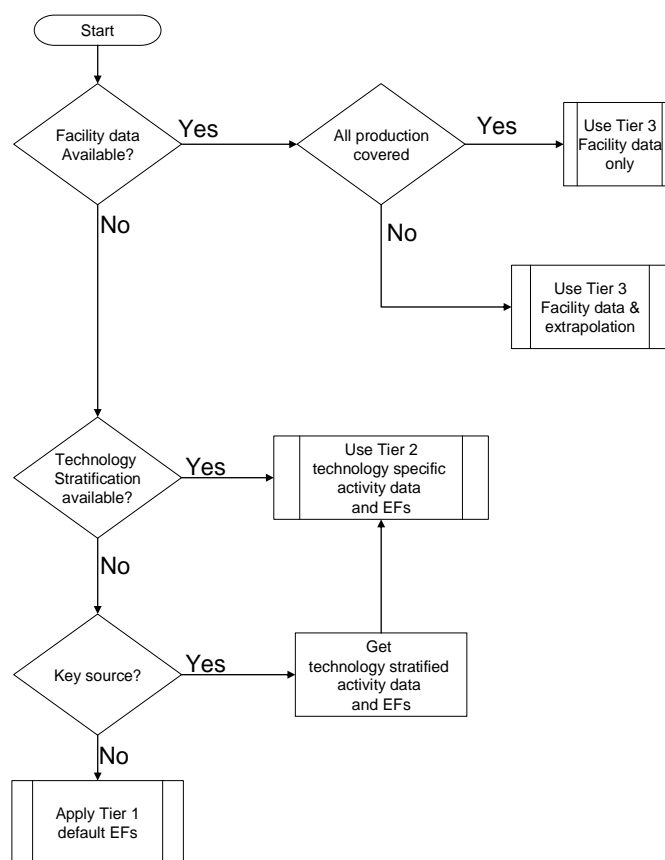 Start
Facility data
Available?
Yes
All production
covered
Yes
Use Tier 3
Facility data
only
No
No
Use Tier 3
Facility data &
extrapolation
Technology
Stratification
available?
Yes
Use Tier 2
technology specific
activity data
and EFs
No
Key source?
Yes
Get
technology stratified
activity data
and EFs
No
Apply Tier 1
default EFs